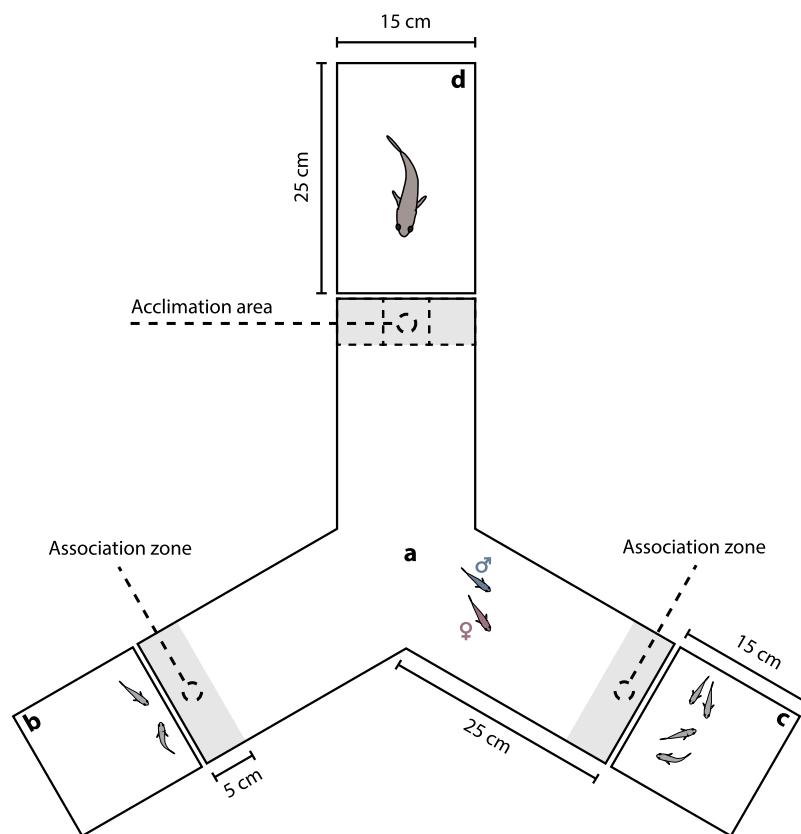 15 cm
d
25 cm
Acclimation area
Association zone
a
♂
♀
Association zone
15 cm
b
c
25 cm
5 cm